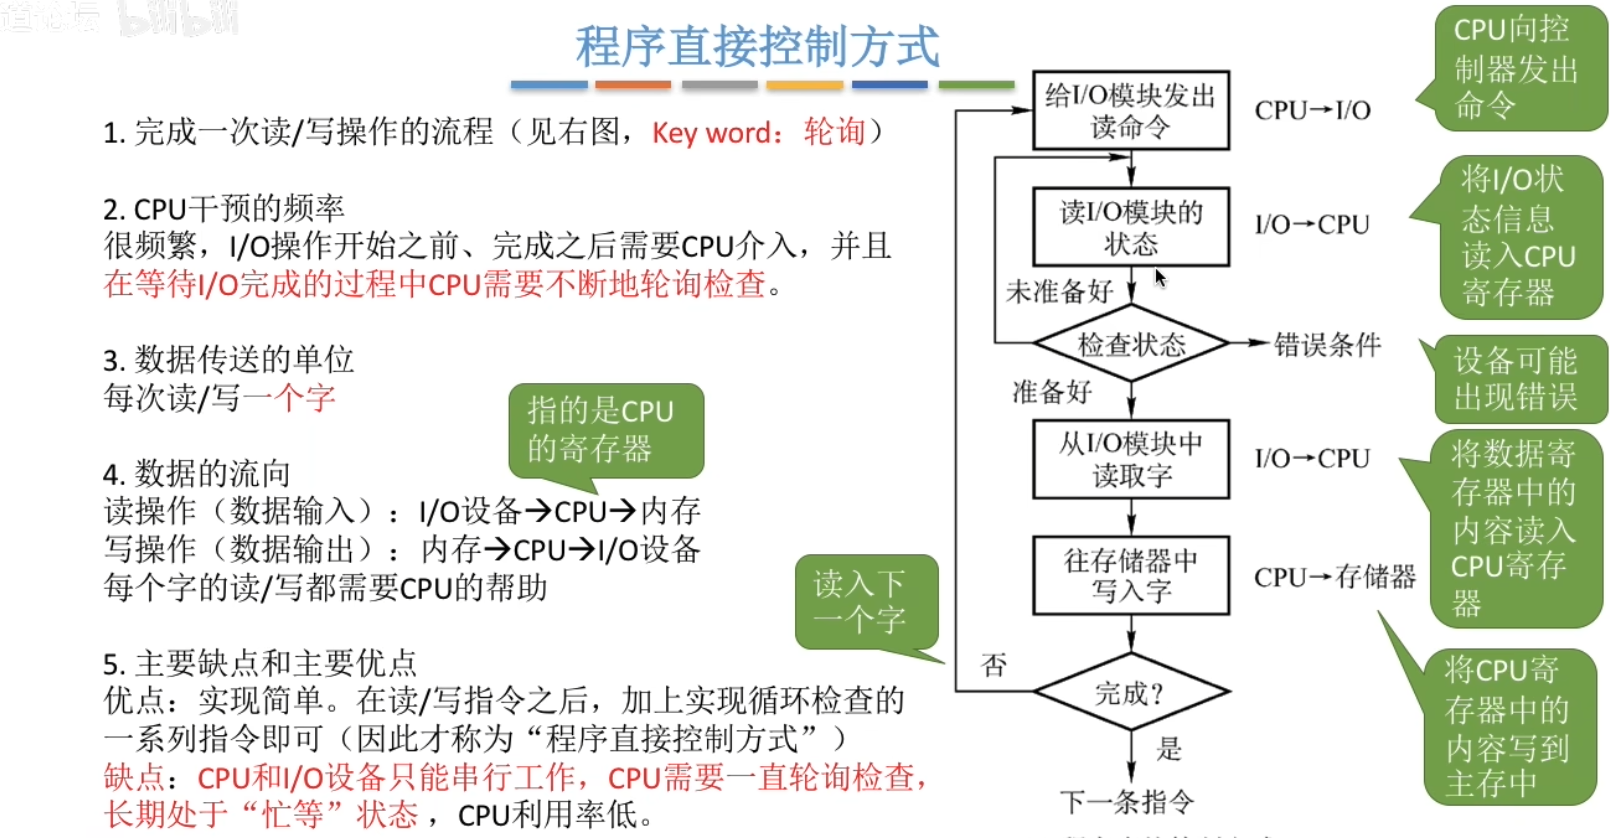 bilibili
程序直接控制方式
1. 完成一次读/写操作的流程（见右图，Key word：轮询）
2. CPU干预的频率
很频繁，I/O操作开始之前、完成之后需要CPU介入，并且
在等待I/O完成的过程中CPU需要不断地轮询检查。
3. 数据传送的单位
每次读/写一个字
指的是CPU
的寄存器
4. 数据的流向
读操作（数据输入）：I/O设备→CPU→内存
写操作（数据输出）：内存→CPU→I/O设备
每个字的读/写都需要CPU的帮助
5. 主要缺点和主要优点
优点：实现简单。在读/写指令之后，加上实现循环检查的
一系列指令即可（因此才称为“程序直接控制方式”）
缺点：CPU和I/O设备只能串行工作，CPU需要一直轮询检查，
长期处于“忙等”状态，CPU利用率低。
给I/O模块发出
读命令
CPU→I/O
CPU向控
制器发出
命令
读I/O模块的
状态
I/O→CPU
将I/O状
态信息
读入CPU
寄存器
未准备好
检查状态
错误条件
设备可能
出现错误
准备好
从I/O模块中
读取字
I/O→CPU
将数据寄
存器中的
内容读入
CPU寄存
器
往存储器中
写入字
CPU→存储器
将CPU寄
存器中的
内容写到
主存中
读入下
一个字
否
完成？
是
下一条指令